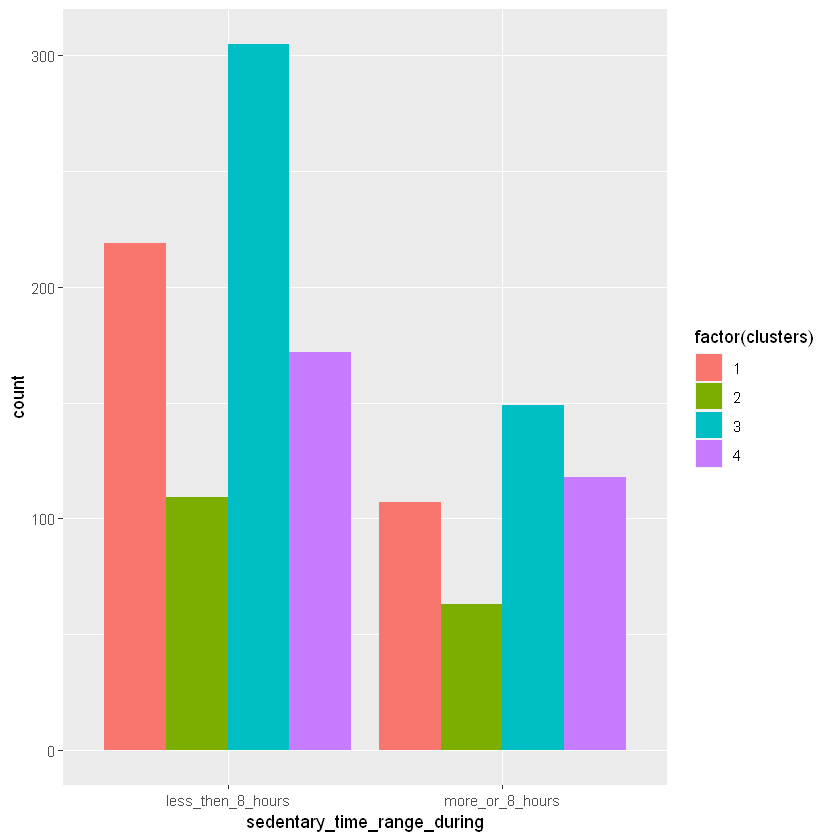 300
200
100
0
count
less_then_8_hours
more_or_8_hours
sedentary_time_range_during
factor(clusters)
1
2
3
4